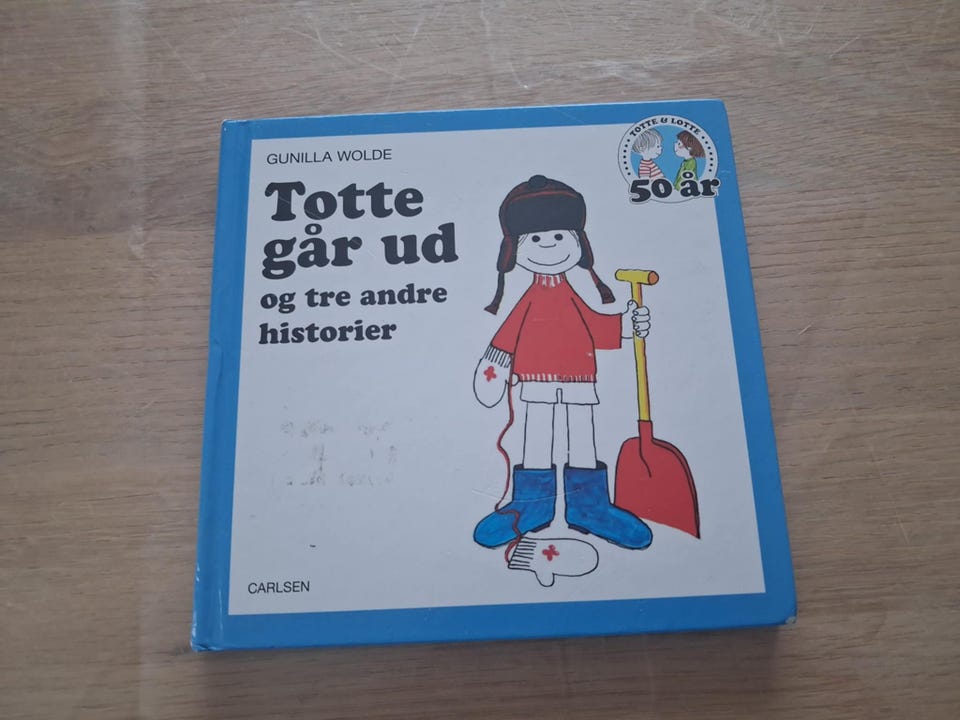 GUNILLA WOLDE
Totte
går ud
og tre andre
historier
TOTTE & LOTTE
50 år
CARLSEN